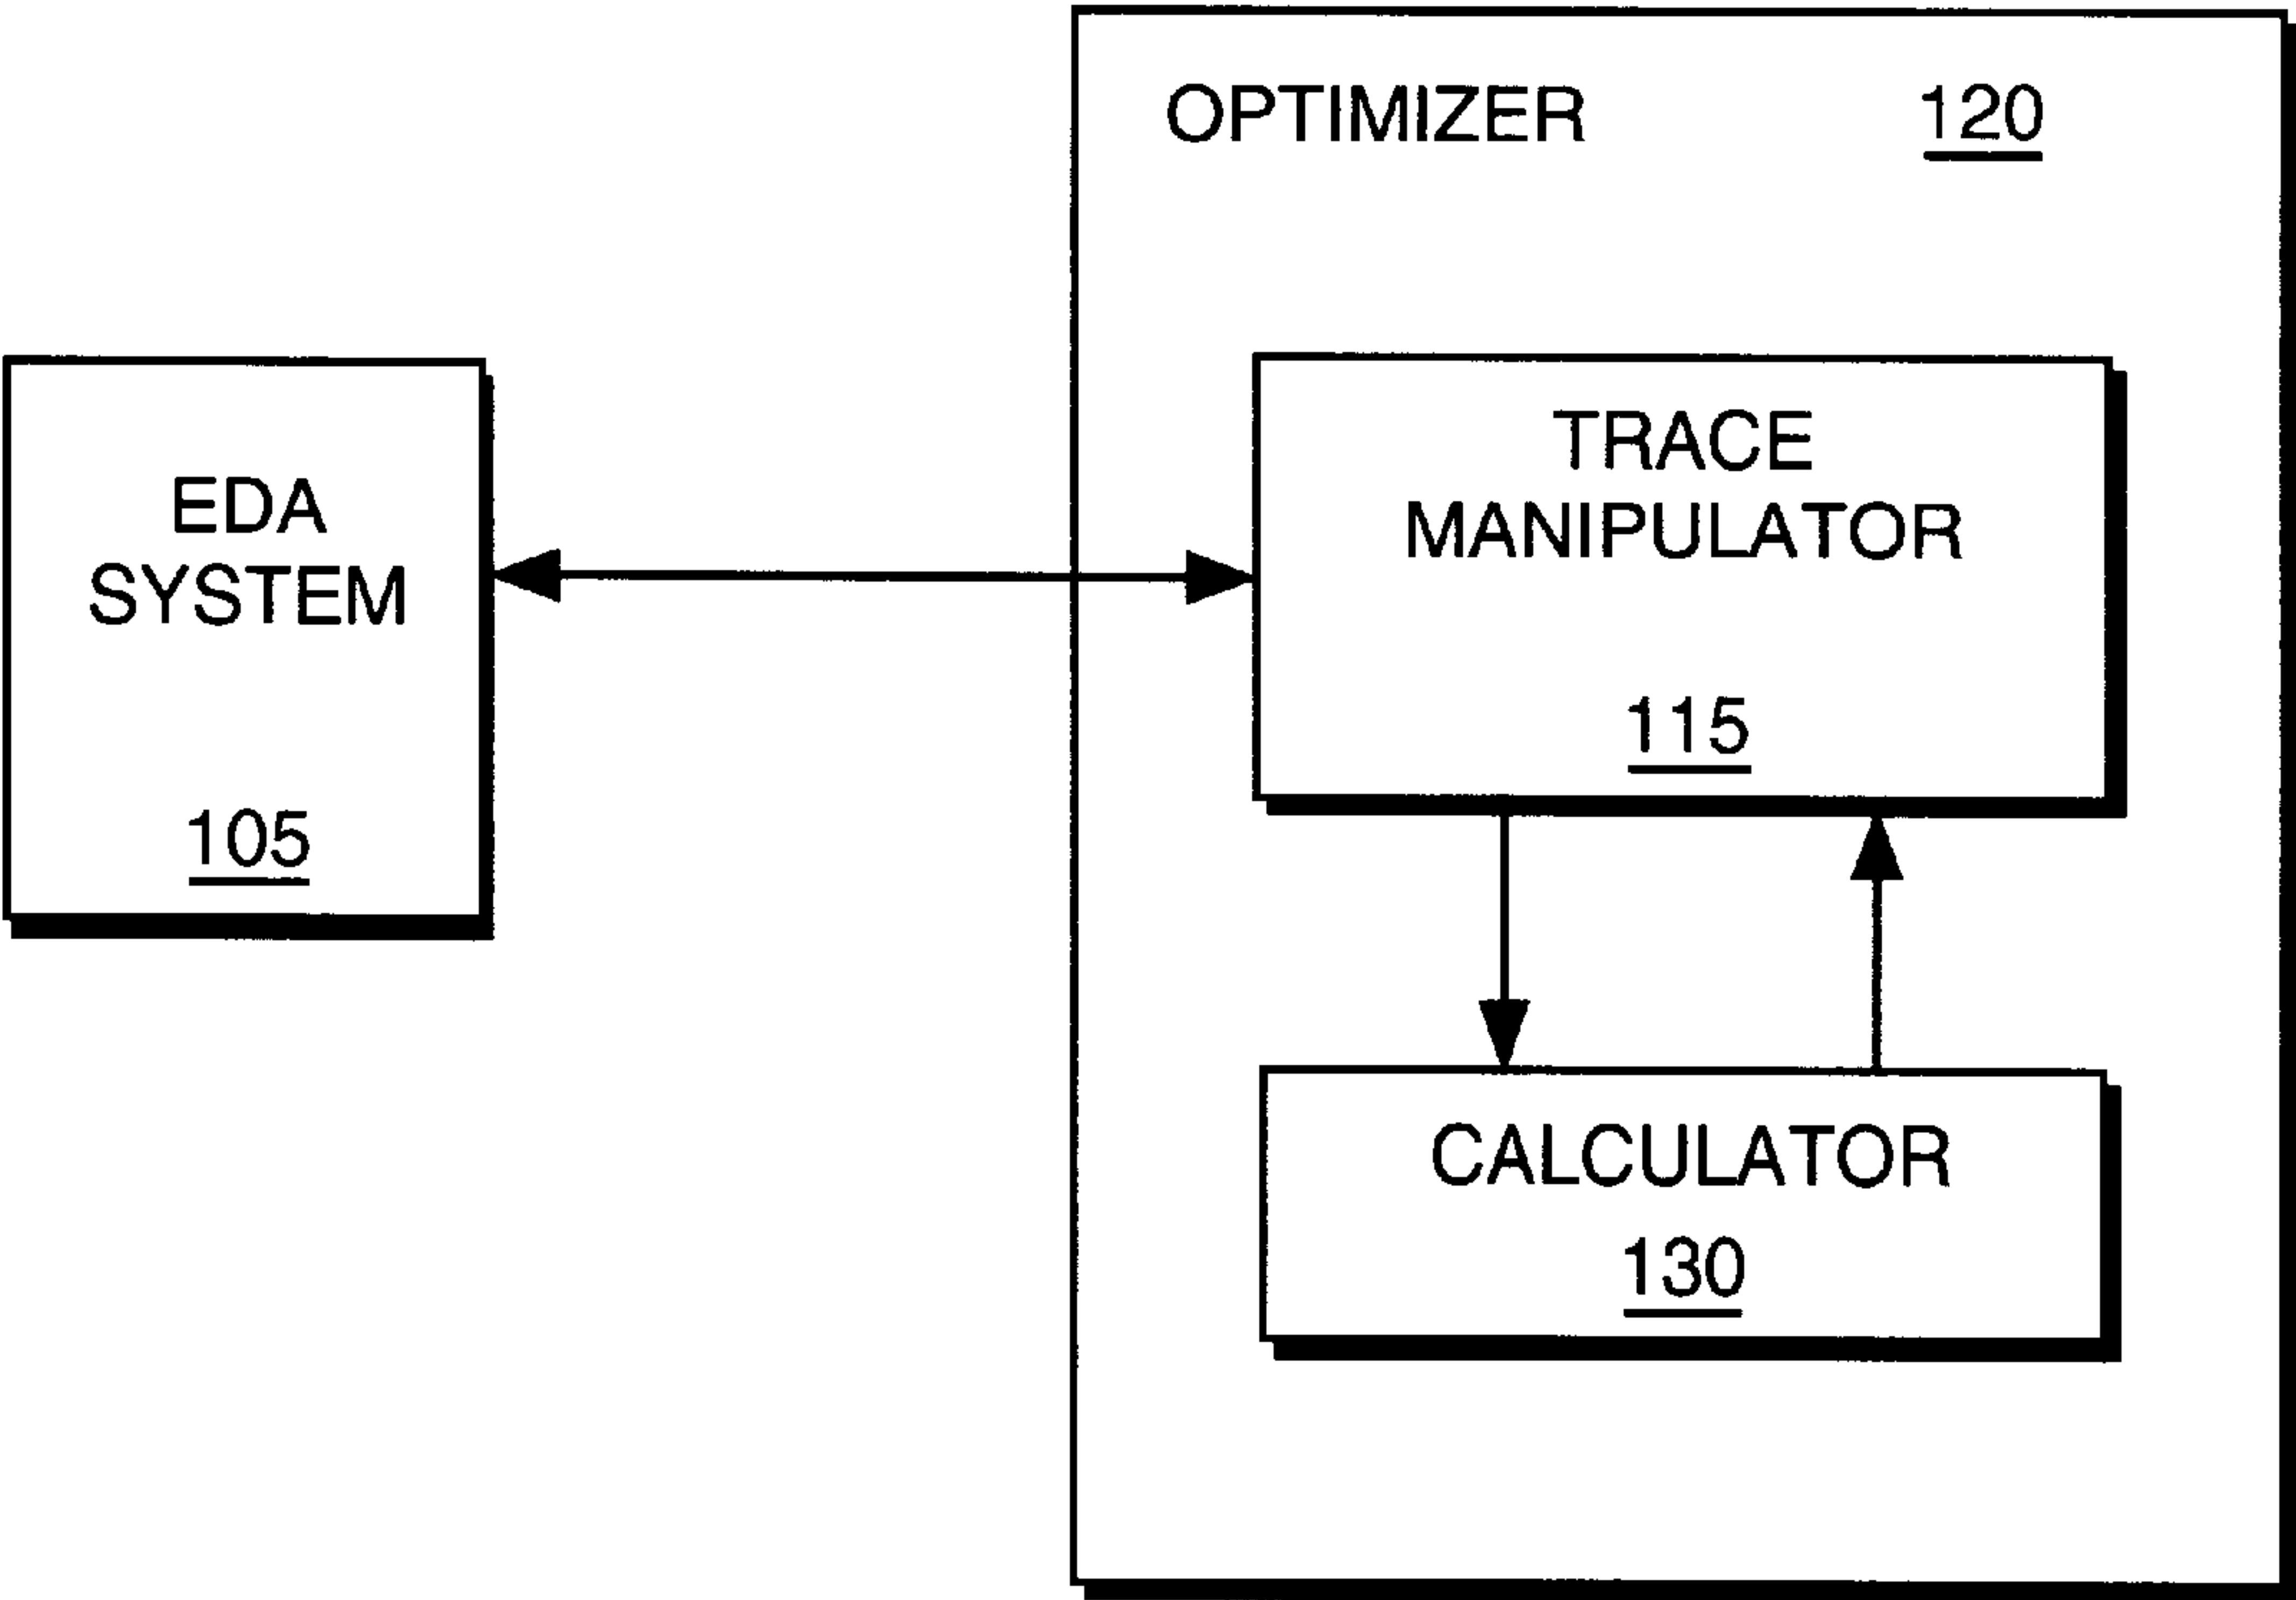 OPTIMIZER 120
EDA
SYSTEM
105
TRACE
MANIPULATOR
115
CALCULATOR
130